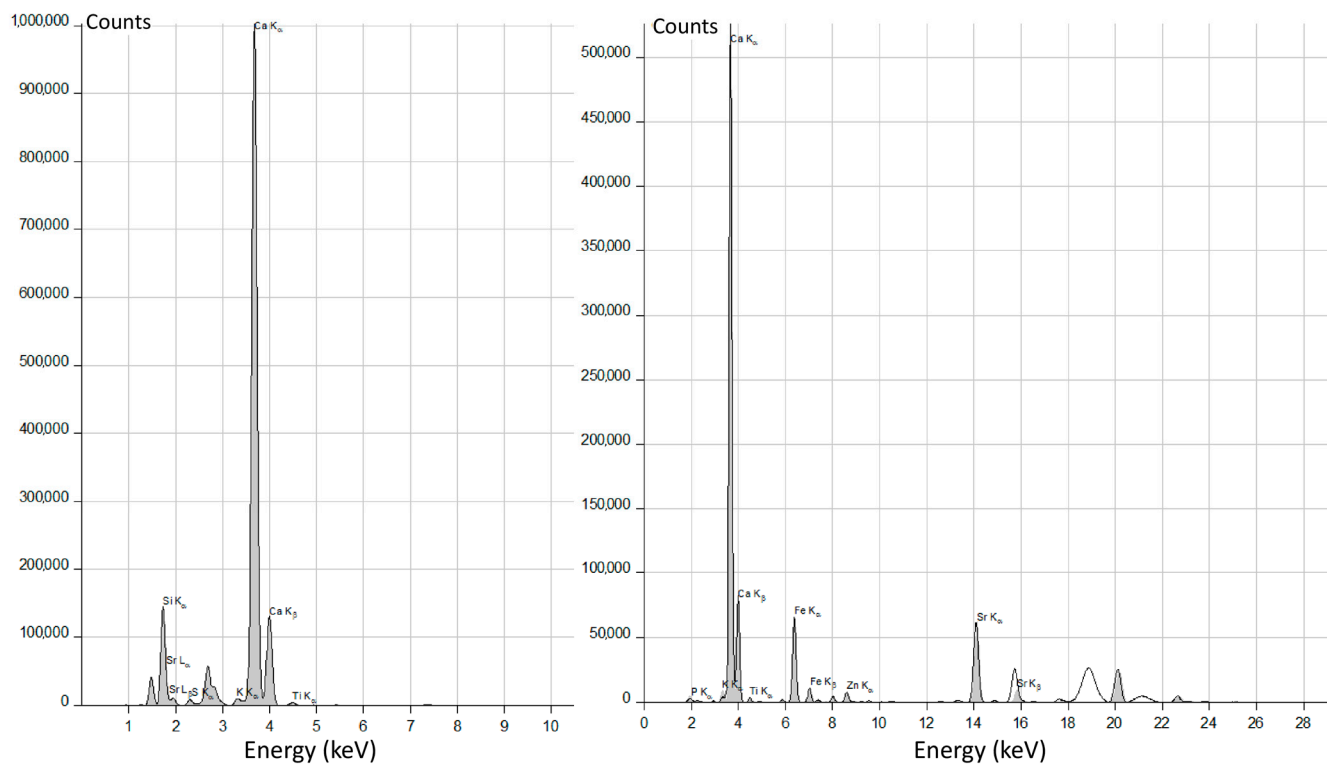 Counts
1,000,000
900,000
800,000
700,000
600,000
500,000
400,000
300,000
200,000
100,000
0
Ca Kα
Si Kα
Sr Lα
Sr Lβ
S Kα
K Kα
Ca Kβ
Ti Kα
1 2 3 4 5 6 7 8 9 10
Energy (keV)
Counts
500,000
450,000
400,000
350,000
300,000
250,000
200,000
150,000
100,000
50,000
0
Ca Kα
Ca Kβ
P Kα
K Kα
Ti Kα
Fe Kα
Fe Kβ
Zn Kα
Sr Kα
Sr Kβ
0 2 4 6 8 10 12 14 16 18 20 22 24 26 28
Energy (keV)